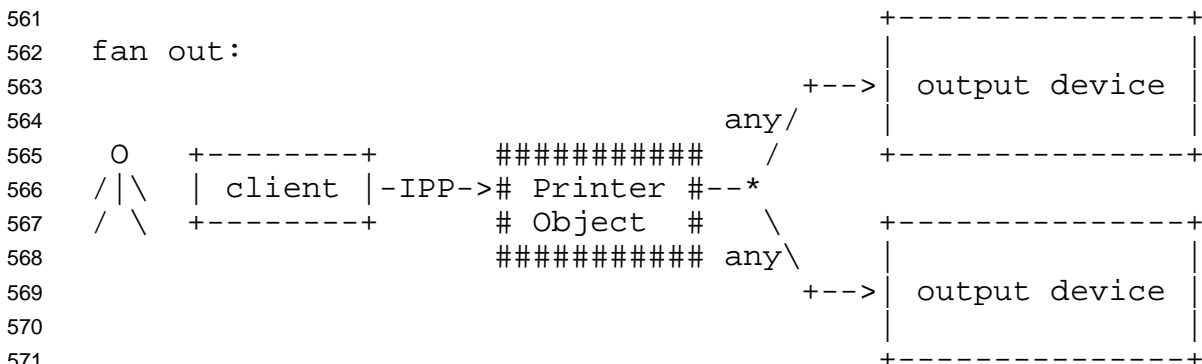 561                                                    +---------------+
562   fan out:                                         |               |
563                                               +-->| output device |
564                                           any/    |               |
565    O   +--------+       ###########   /     +---------------+
566   /|\  | client |-IPP-># Printer #--*
567   / \  +--------+       # Object  #   \     +---------------+
568                         ########### any\    |               |
569                                               +-->| output device |
570                                                    |               |
571                                                    +---------------+